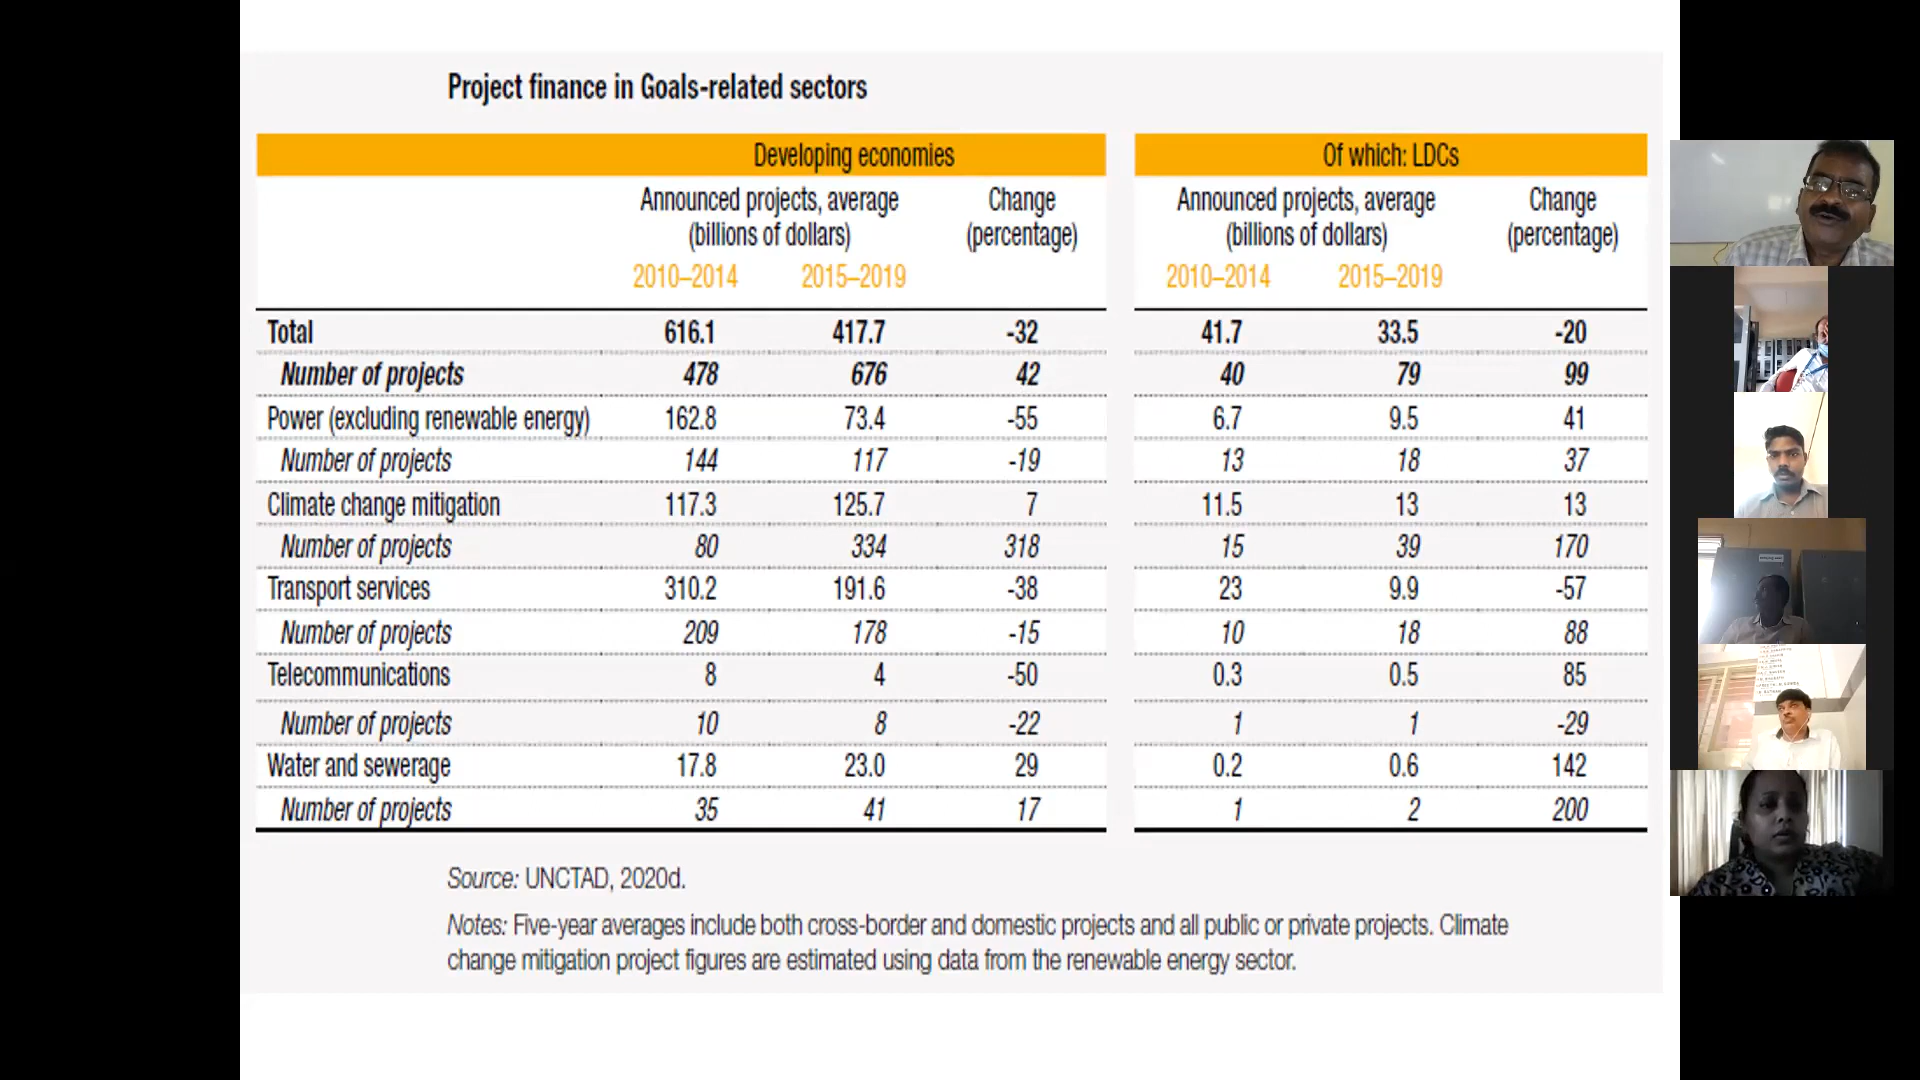 Project finance in Goals-related sectors
Developing economies
Of which: LDCs
Announced projects, average (billions of dollars)
Change (percentage)
Announced projects, average (billions of dollars)
Change (percentage)
2010–2014 2015–2019 2010–2014 2015–2019
Total 616.1 417.7 -32 41.7 33.5 -20
Number of projects 478 676 42 40 79 99
Power (excluding renewable energy) 162.8 73.4 -55 6.7 9.5 41
Number of projects 144 117 -19 13 18 37
Climate change mitigation 117.3 125.7 7 11.5 13 13
Number of projects 80 334 318 15 39 170
Transport services 310.2 191.6 -38 23 9.9 -57
Number of projects 209 178 -15 10 18 88
Telecommunications 8 4 -50 0.3 0.5 85
Number of projects 10 8 -22 1 1 -29
Water and sewerage 17.8 23.0 29 0.2 0.6 142
Number of projects 35 41 17 1 2 200
Source: UNCTAD, 2020d.
Notes: Five-year averages include both cross-border and domestic projects and all public or private projects. Climate
change mitigation project figures are estimated using data from the renewable energy sector.